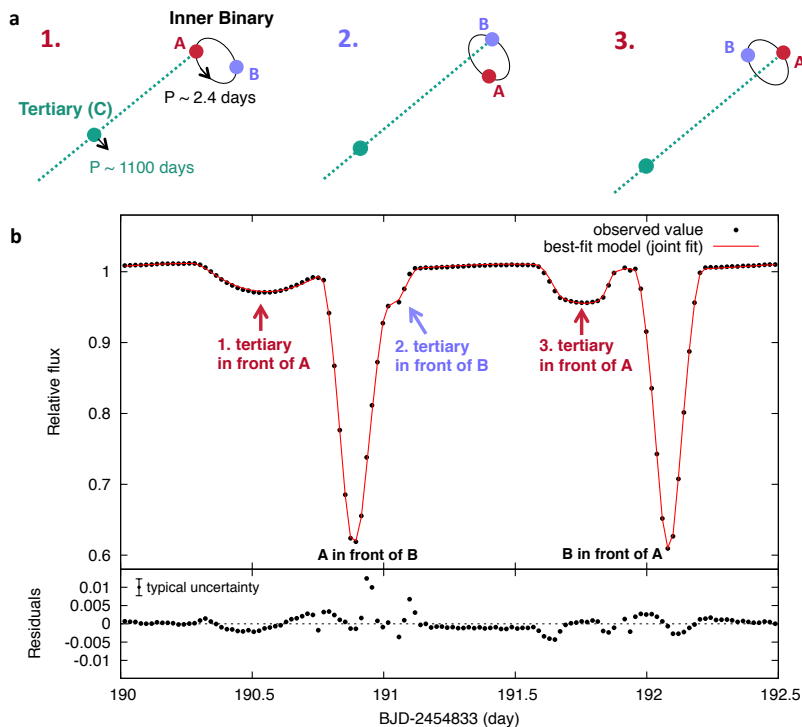 a
Inner Binary
1.
A
B
P ~ 2.4 days
Tertiary (C)
P ~ 1100 days
2.
B
A
3.
B
A
b
observed value
best-fit model (joint fit)
1
0.9
0.8
0.7
0.6
Relative flux
1. tertiary
in front of A
2. tertiary
in front of B
3. tertiary
in front of A
A in front of B
B in front of A
typical uncertainty
0.01
0.005
0
-0.005
-0.01
Residuals
190
190.5
191
191.5
192
192.5
BJD-2454833 (day)